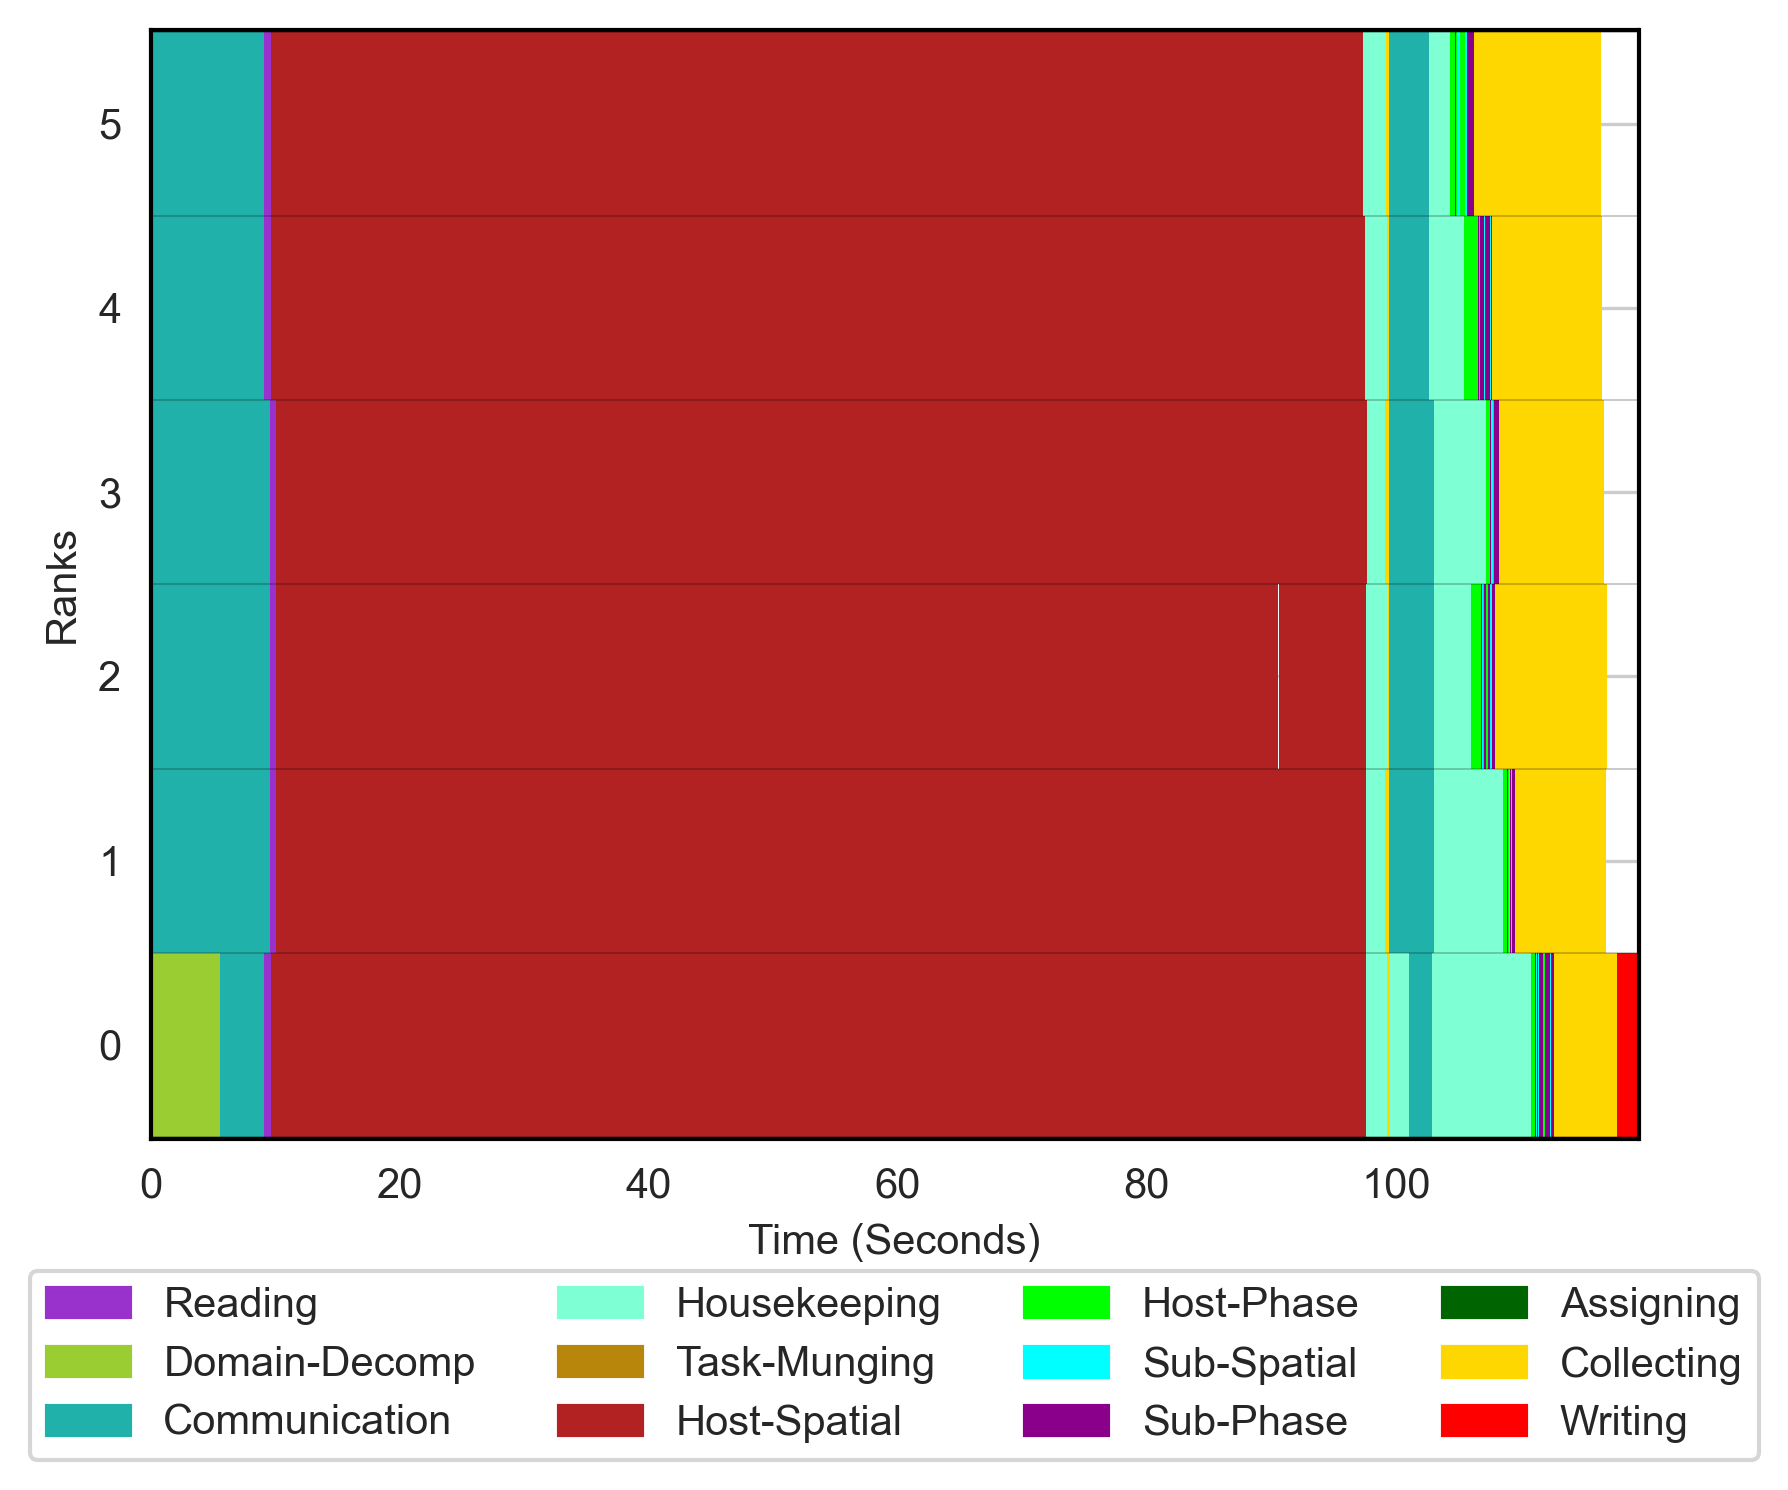 5
4
3
2
1
0
Ranks
0 20 40 60 80 100
Time (Seconds)
Reading Housekeeping Host-Phase Assigning
Domain-Decomp Task-Munging Sub-Spatial Collecting
Communication Host-Spatial Sub-Phase Writing